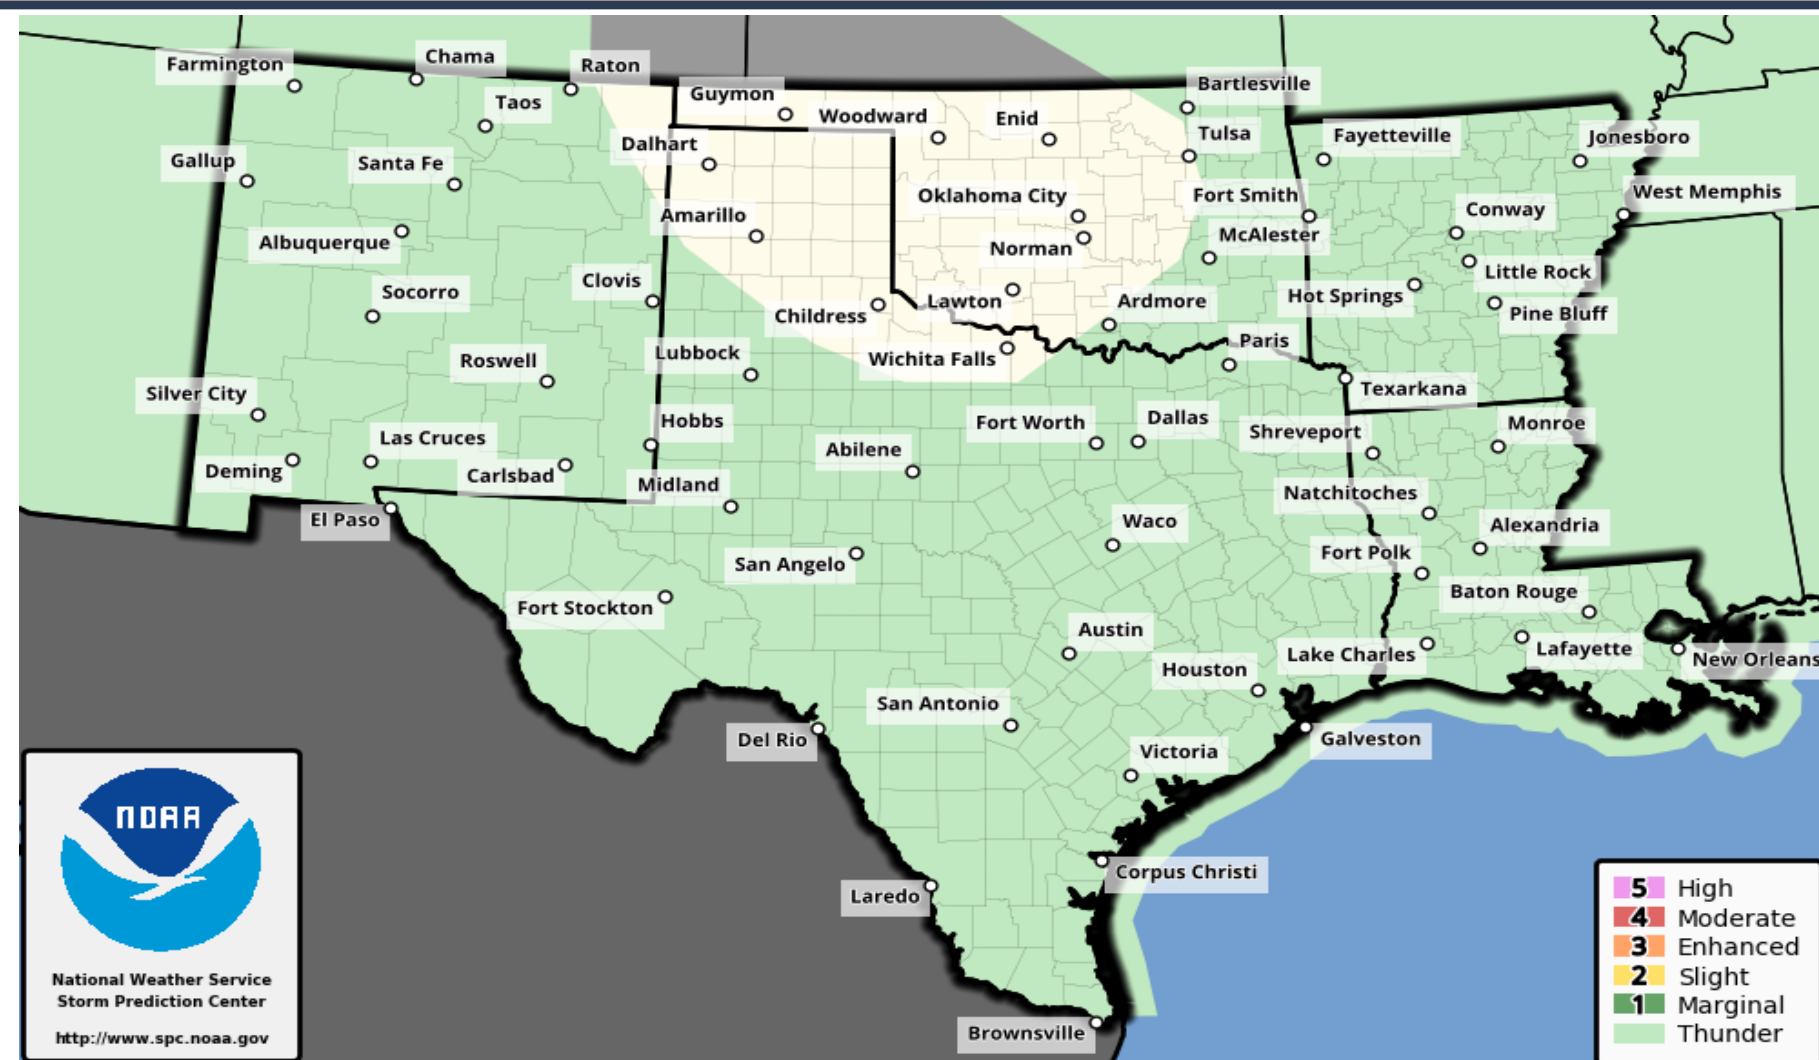 Farmington
Chama
Raton
Taos
Guymon
Woodward
Enid
Bartlesville
Tulsa
Fayetteville
Jonesboro
Gallup
Santa Fe
Dalhart
Oklahoma City
Fort Smith
West Memphis
Albuquerque
Amarillo
Norman
McAlester
Conway
Socorro
Clovis
Childress
Lawton
Ardmore
Hot Springs
Little Rock
Pine Bluff
Roswell
Lubbock
Wichita Falls
Paris
Texarkana
Silver City
Hobbs
Fort Worth
Dallas
Shreveport
Monroe
Deming
Las Cruces
Carlsbad
Midland
Abilene
Natchitoches
El Paso
San Angelo
Waco
Fort Polk
Alexandria
Fort Stockton
Baton Rouge
Austin
Houston
Lake Charles
Lafayette
New Orleans
San Antonio
Del Rio
Galveston
Victoria
Corpus Christi
Laredo
Brownsville
NOAA
National Weather Service
Storm Prediction Center
http://www.spc.noaa.gov
5 High
4 Moderate
3 Enhanced
2 Slight
1 Marginal
Thunder